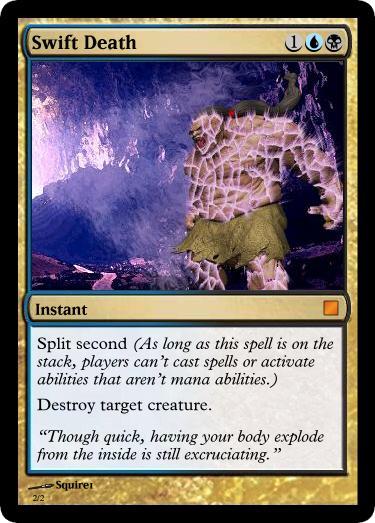 Swift Death 1
Instant
Split second (As long as this spell is on the
stack, players can't cast spells or activate
abilities that aren't mana abilities.)
Destroy target creature.
"Though quick, having your body explode
from the inside is still excruciating."
Squire1
2/2